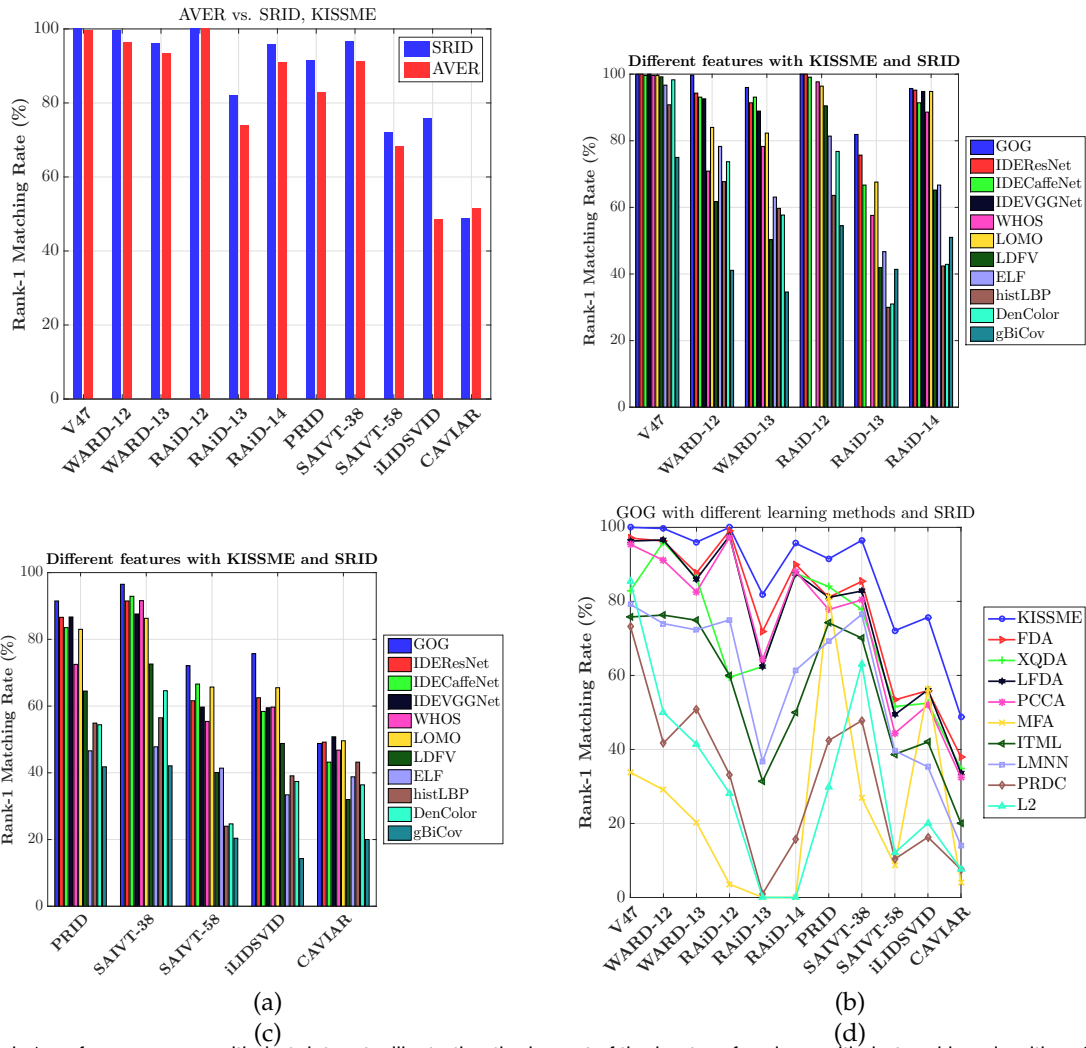 AVER vs. SRID, KISSME
Rank-1 Matching Rate (%)
100
80
60
40
20
0
SRID
AVER
V47
WARD-12
WARD-13
RAiD-12
RAiD-13
RAiD-14
PRID
SAIVT-38
SAIVT-58
iLIDSVID
CAVIAR
Different features with KISSME and SRID
Rank-1 Matching Rate (%)
100
80
60
40
20
0
V47
WARD-12
WARD-13
RAiD-12
RAiD-13
RAiD-14
GOG
IDEResNet
IDECaffeNet
IDEVGGNet
WHOS
LOMO
LDFV
ELF
histLBP
DenColor
gBiCov
Different features with KISSME and SRID
Rank-1 Matching Rate (%)
100
80
60
40
20
0
PRID
SAIVT-38
SAIVT-58
iLIDSVID
CAVIAR
GOG
IDEResNet
IDECaffeNet
IDEVGGNet
WHOS
LOMO
LDFV
ELF
histLBP
DenColor
gBiCov
GOG with different learning methods and SRID
Rank-1 Matching Rate (%)
100
80
60
40
20
0
V47
WARD-12
WARD-13
RAiD-12
RAiD-13
RAiD-14
PRID
SAIVT-38
SAIVT-58
iLIDSVID
CAVIAR
KISSME
FDA
XQDA
LFDA
PCCA
MFA
ITML
LMNN
PRDC
L2
(a)
(b)
(c)
(d)